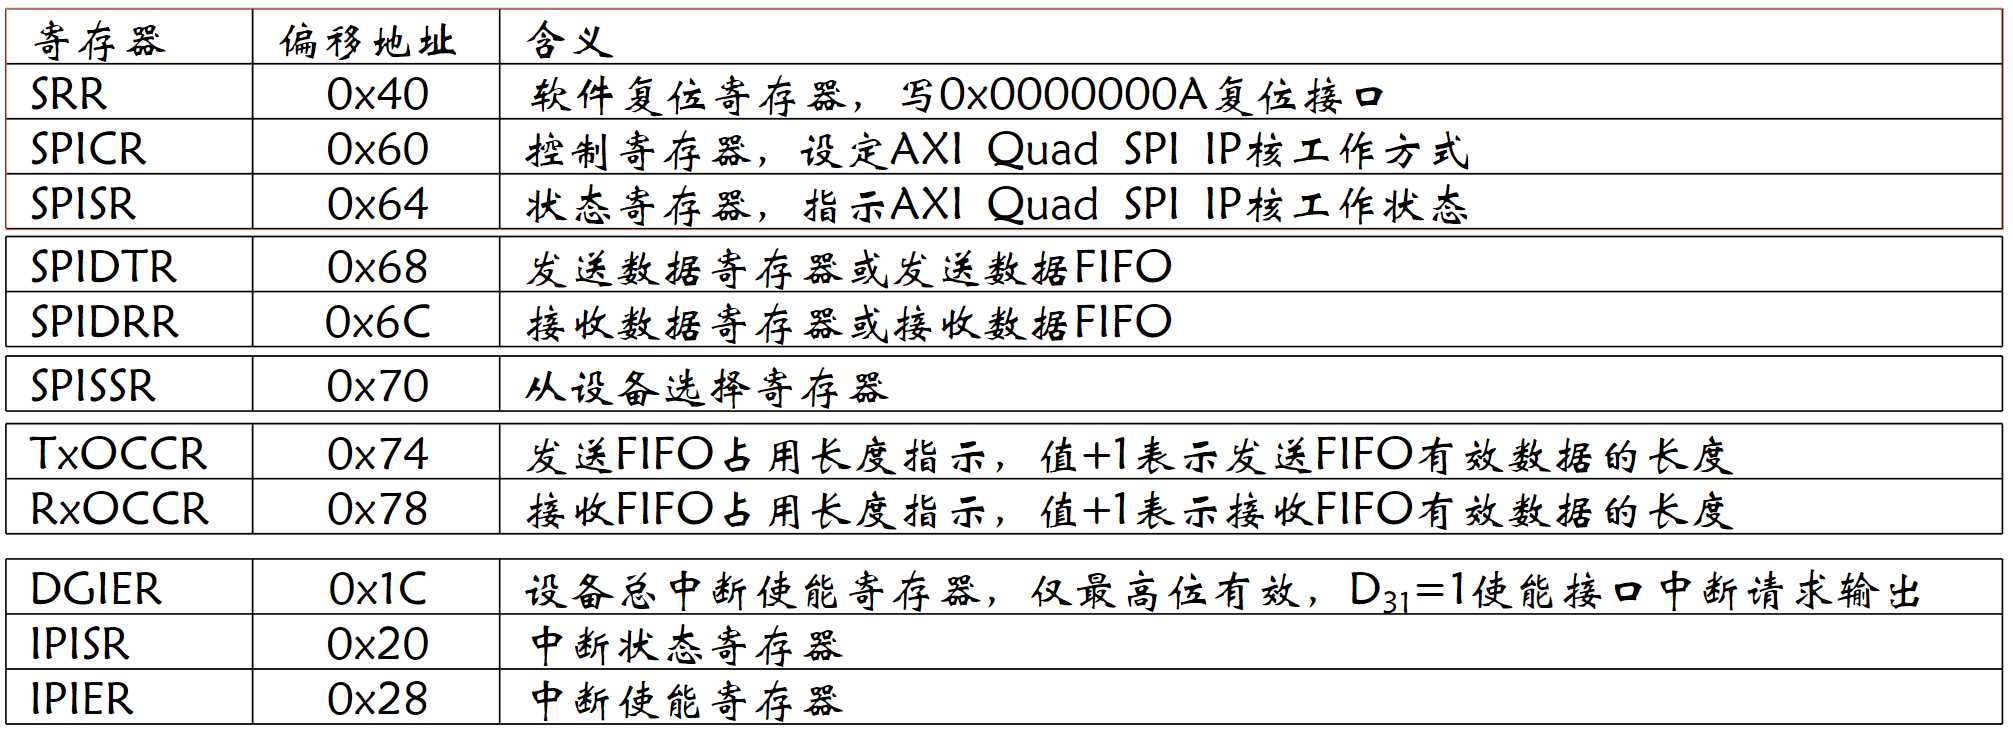 寄存器 偏移地址 含义
SRR 0x40 软件复位寄存器，写0x0000000A复位接口
SPICR 0x60 控制寄存器，设定AXI Quad SPI IP核工作方式
SPISR 0x64 状态寄存器，指示AXI Quad SPI IP核工作状态
SPIDTR 0x68 发送数据寄存器或发送数据FIFO
SPIDRR 0x6C 接收数据寄存器或接收数据FIFO
SPISSR 0x70 从设备选择寄存器
TxOCCR 0x74 发送FIFO占用长度指示，值+1表示发送FIFO有效数据的长度
RxOCCR 0x78 接收FIFO占用长度指示，值+1表示接收FIFO有效数据的长度
DGIER 0x1C 设备总中断使能寄存器，仅最高位有效，D31=1使能接口中断请求输出
IPISR 0x20 中断状态寄存器
IPIER 0x28 中断使能寄存器